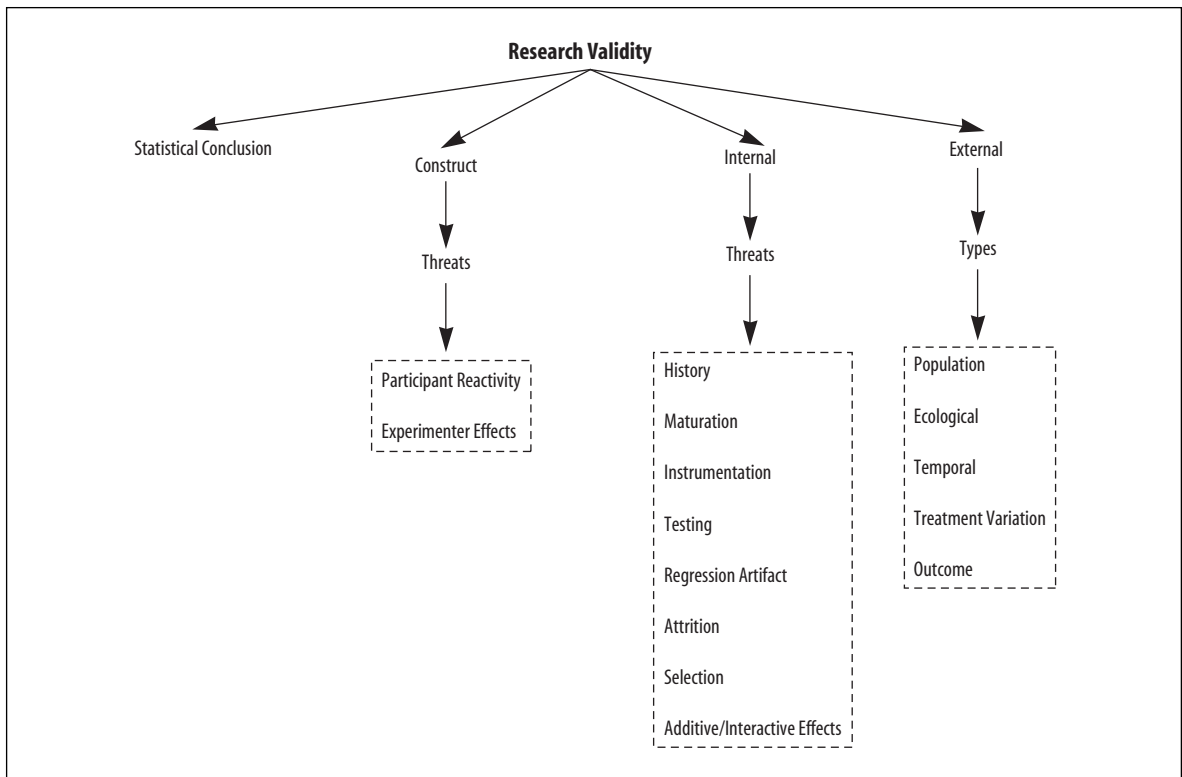 Research Validity
Statistical Conclusion
Construct
Internal
External
Threats
Threats
Types
Participant Reactivity
Experimenter Effects
History
Maturation
Instrumentation
Testing
Regression Artifact
Attrition
Selection
Additive/Interactive Effects
Population
Ecological
Temporal
Treatment Variation
Outcome